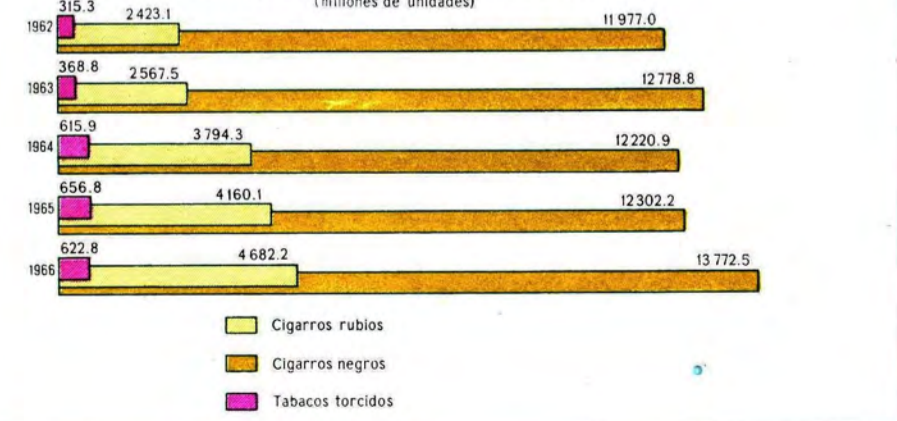 (millones de unidades)
315.3 2 423.1 11 977.0
1962
368.8 2567.5 12 778.8
1963
615.9 3 794.3 12 220.9
1964
656.8 4 160.1 12 302.2
1965
622.8 4 682.2 13 772.5
1966
Cigarros rubios
Cigarros negros
Tabacos torcidos